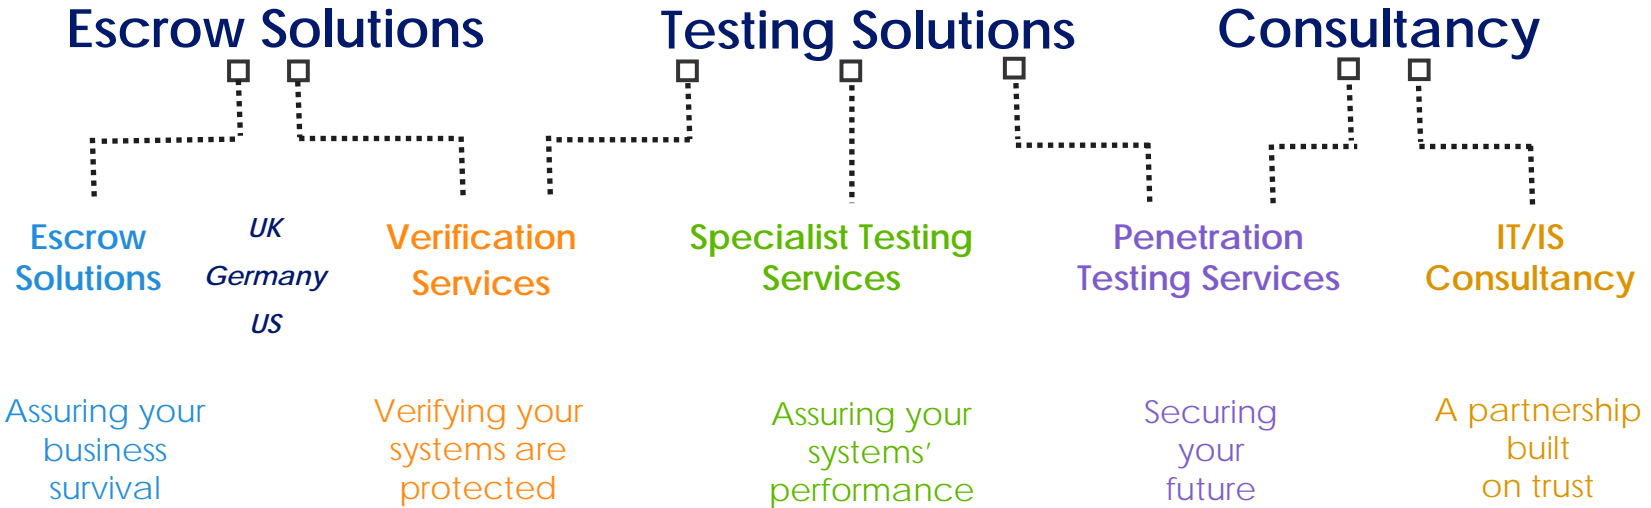 Escrow Solutions
Testing Solutions
Consultancy
Escrow
Solutions
UK
Germany
US
Verification
Services
Specialist Testing
Services
Penetration
Testing Services
IT/IS
Consultancy
Assuring your
business
survival
Verifying your
systems are
protected
Assuring your
systems’
performance
Securing
your
future
A partnership
built
on trust